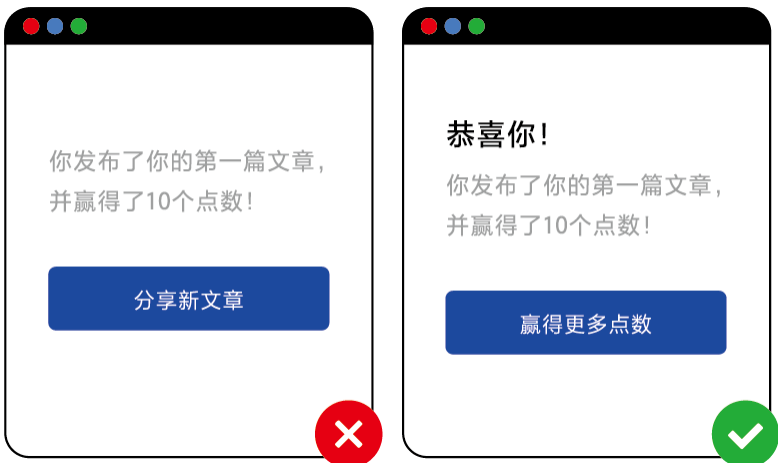 你发布了你的第一篇文章，
并赢得了10个点数！
分享新文章
恭喜你！
你发布了你的第一篇文章，
并赢得了10个点数！
赢得更多点数